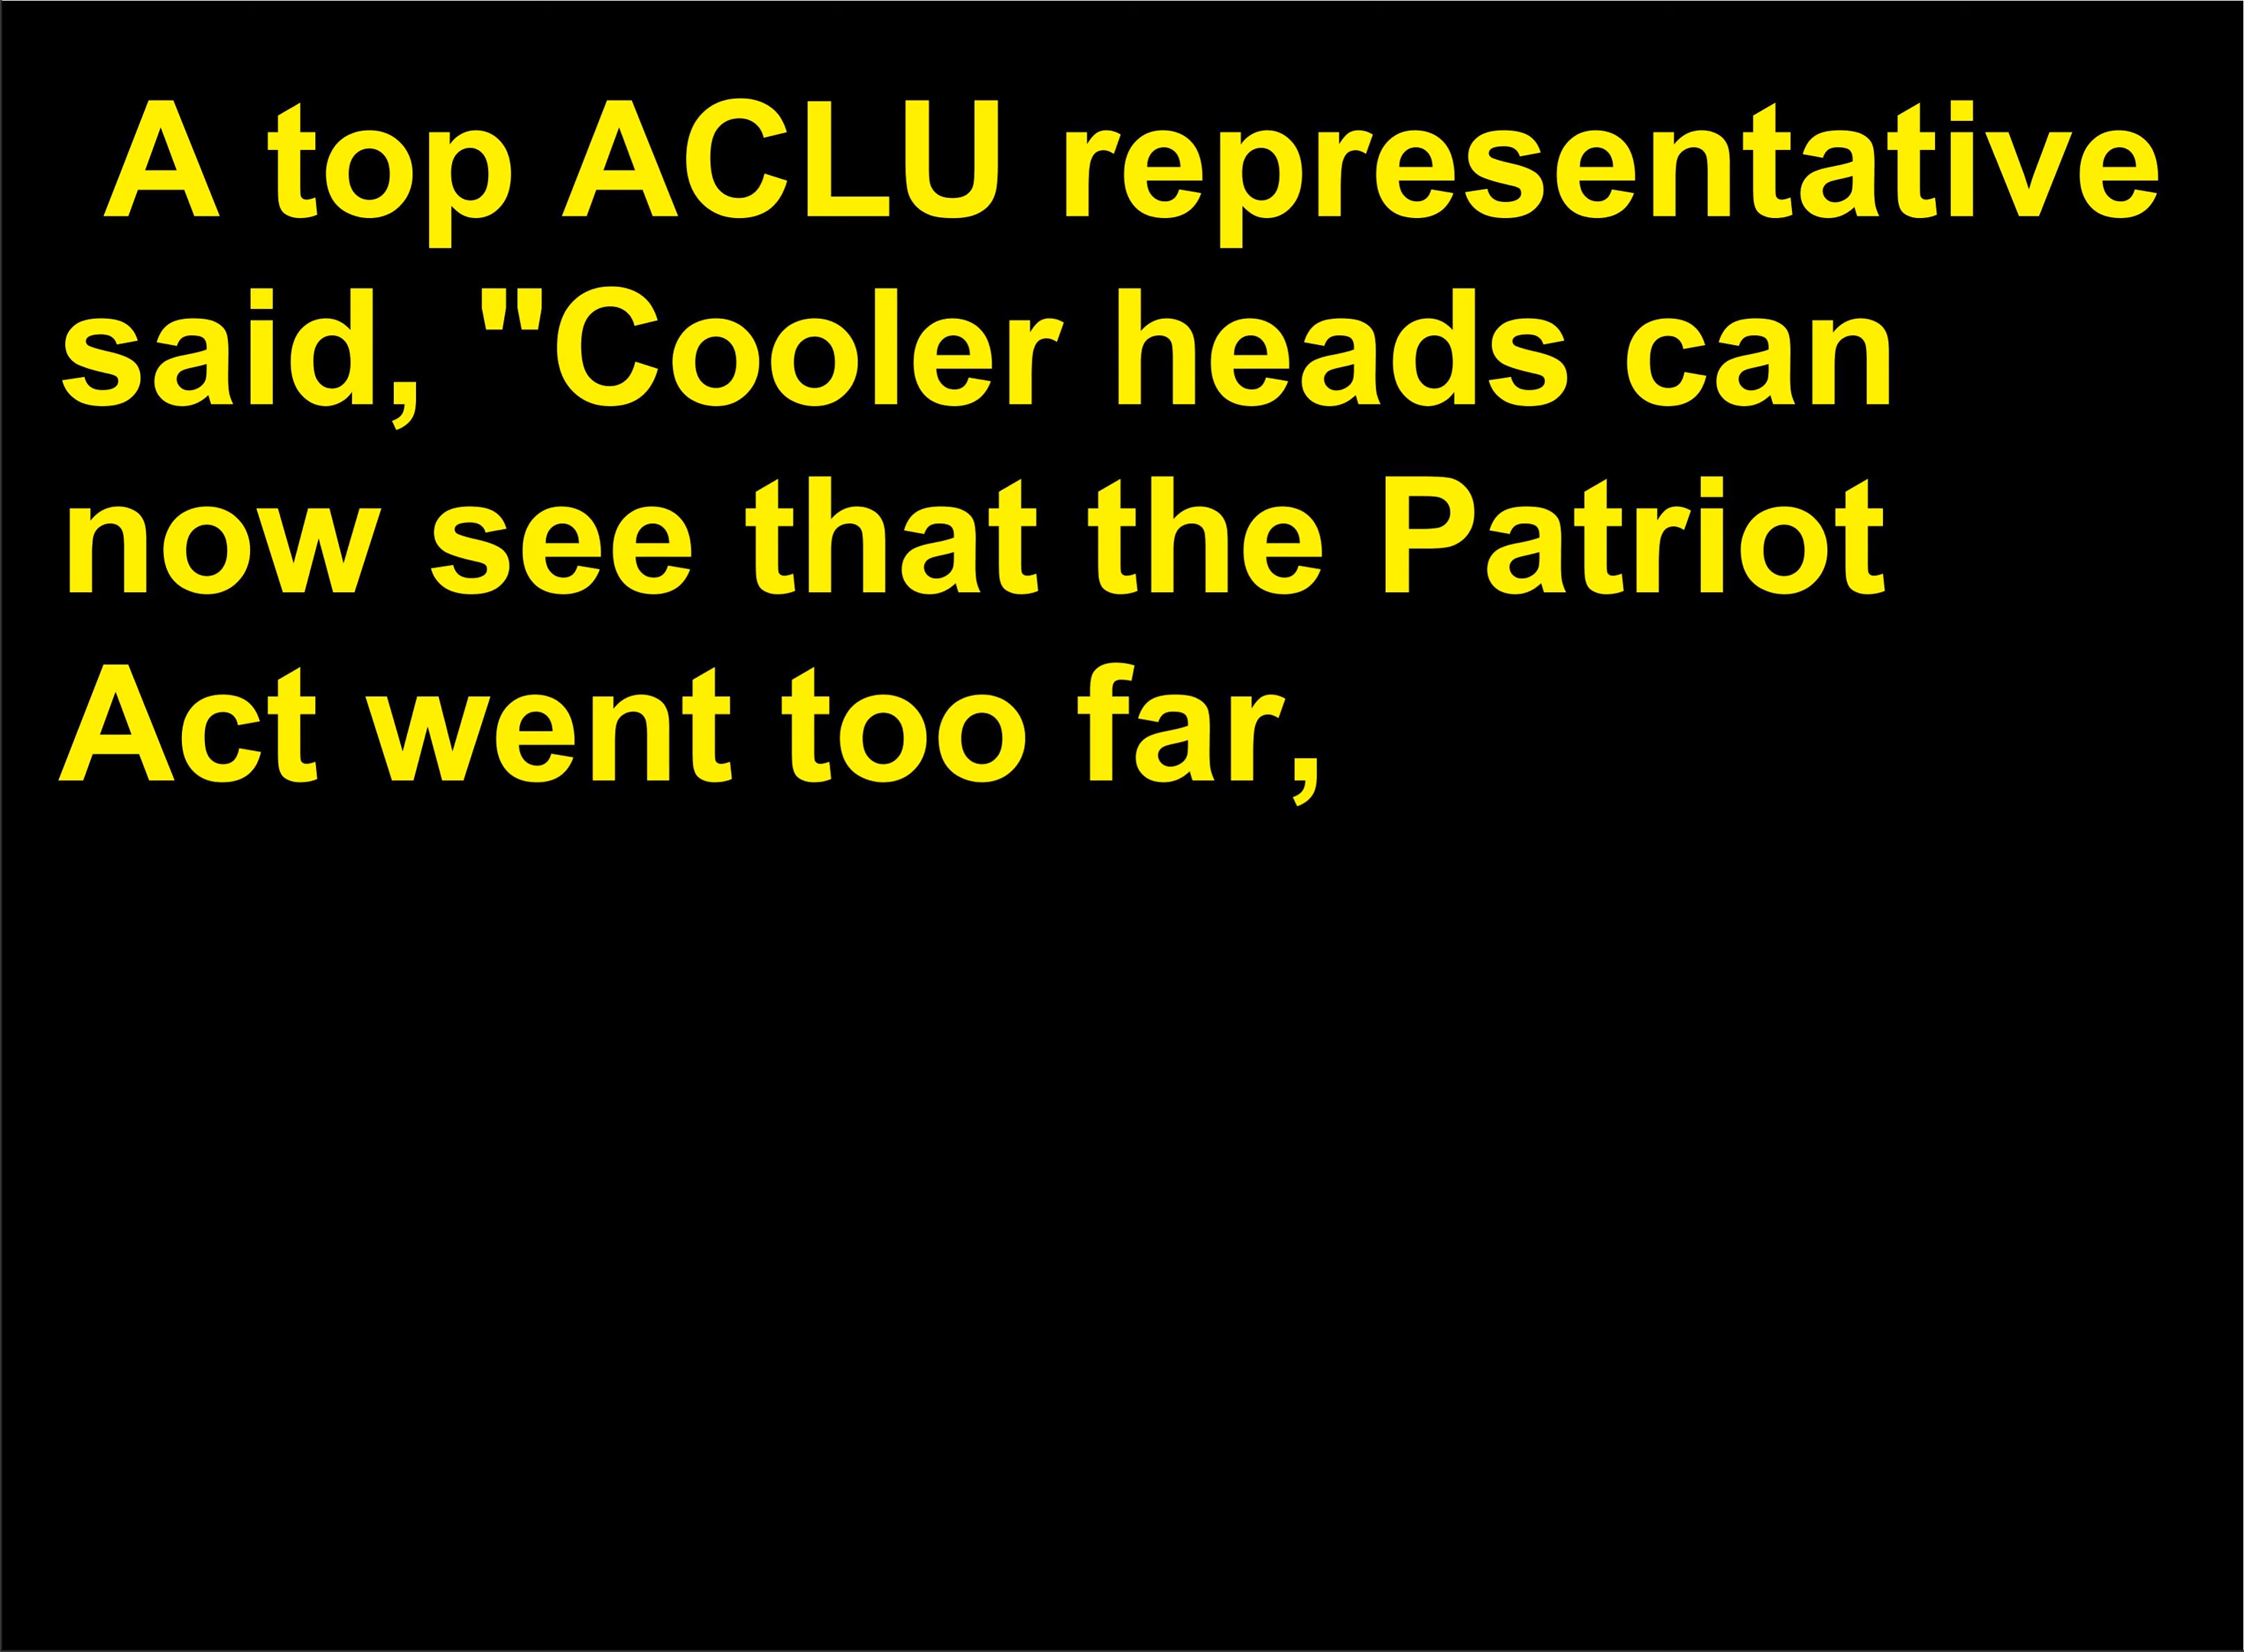 A top ACLU representative
said, "Cooler heads can
now see that the Patriot
Act went too far,